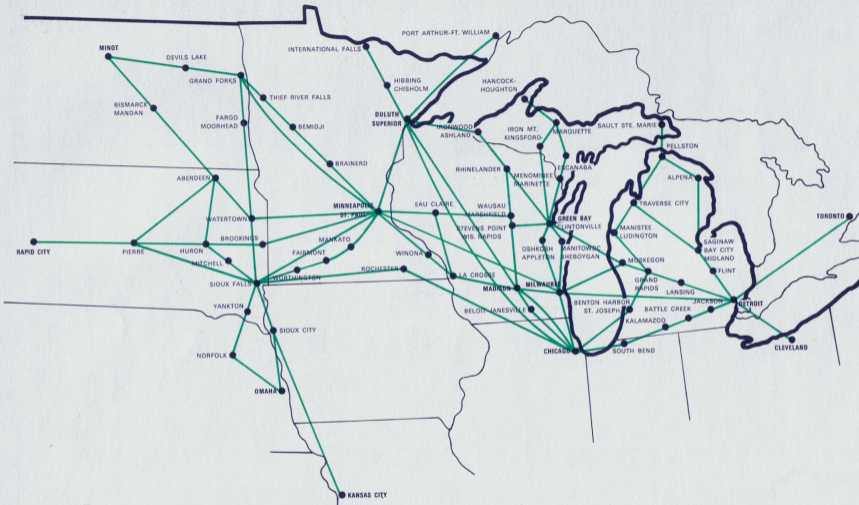 PORT ARTHUR-FT. WILLIAM
MINOT
INTERNATIONAL FALLS
DEVILS LAKE
GRAND FORKS
HIBBING
CHISHOLM
HANCOCK-
HOUGHTON
THIEF RIVER FALLS
BISMARCK
MANDAN
FARGO
MOORHEAD
BEMIDJI
DULUTH
SUPERIOR
IRONWOOD
ASHLAND
IRON MT.
KINGSFORD
MARQUETTE
SAULT STE. MARIE
PELLSTON
BRAINERD
RHINELANDER
ESCANABA
MENOMINEE
MARINETTE
ALPENA
ABERDEEN
MINNEAPOLIS
ST. PAUL
EAU CLAIRE
WAUSAU
MARSHFIELD
TRAVERSE CITY
WATERTOWN
GREEN BAY
CLINTONVILLE
TORONTO
STEVENS POINT
WIS. RAPIDS
MANISTEE
LUDINGTON
RAPID CITY
PIERRE
HURON
BROOKINGS
MANKATO
FAIRMONT
WINONA
OSHKOSH
APPLETON
MANITOWOC
SHEBOYGAN
SAGINAW
BAY CITY
MIDLAND
MITCHELL
WORTHINGTON
ROCHESTER
LA CROSSE
MUSKEGON
FLINT
SIOUX FALLS
MADISON
MILWAUKEE
GRAND
RAPIDS
LANSING
YANKTON
BELOIT-JANESVILLE
BENTON HARBOR
ST. JOSEPH
BATTLE CREEK
JACKSON
DETROIT
KALAMAZOO
SIOUX CITY
NORFOLK
CHICAGO
SOUTH BEND
CLEVELAND
OMAHA
KANSAS CITY